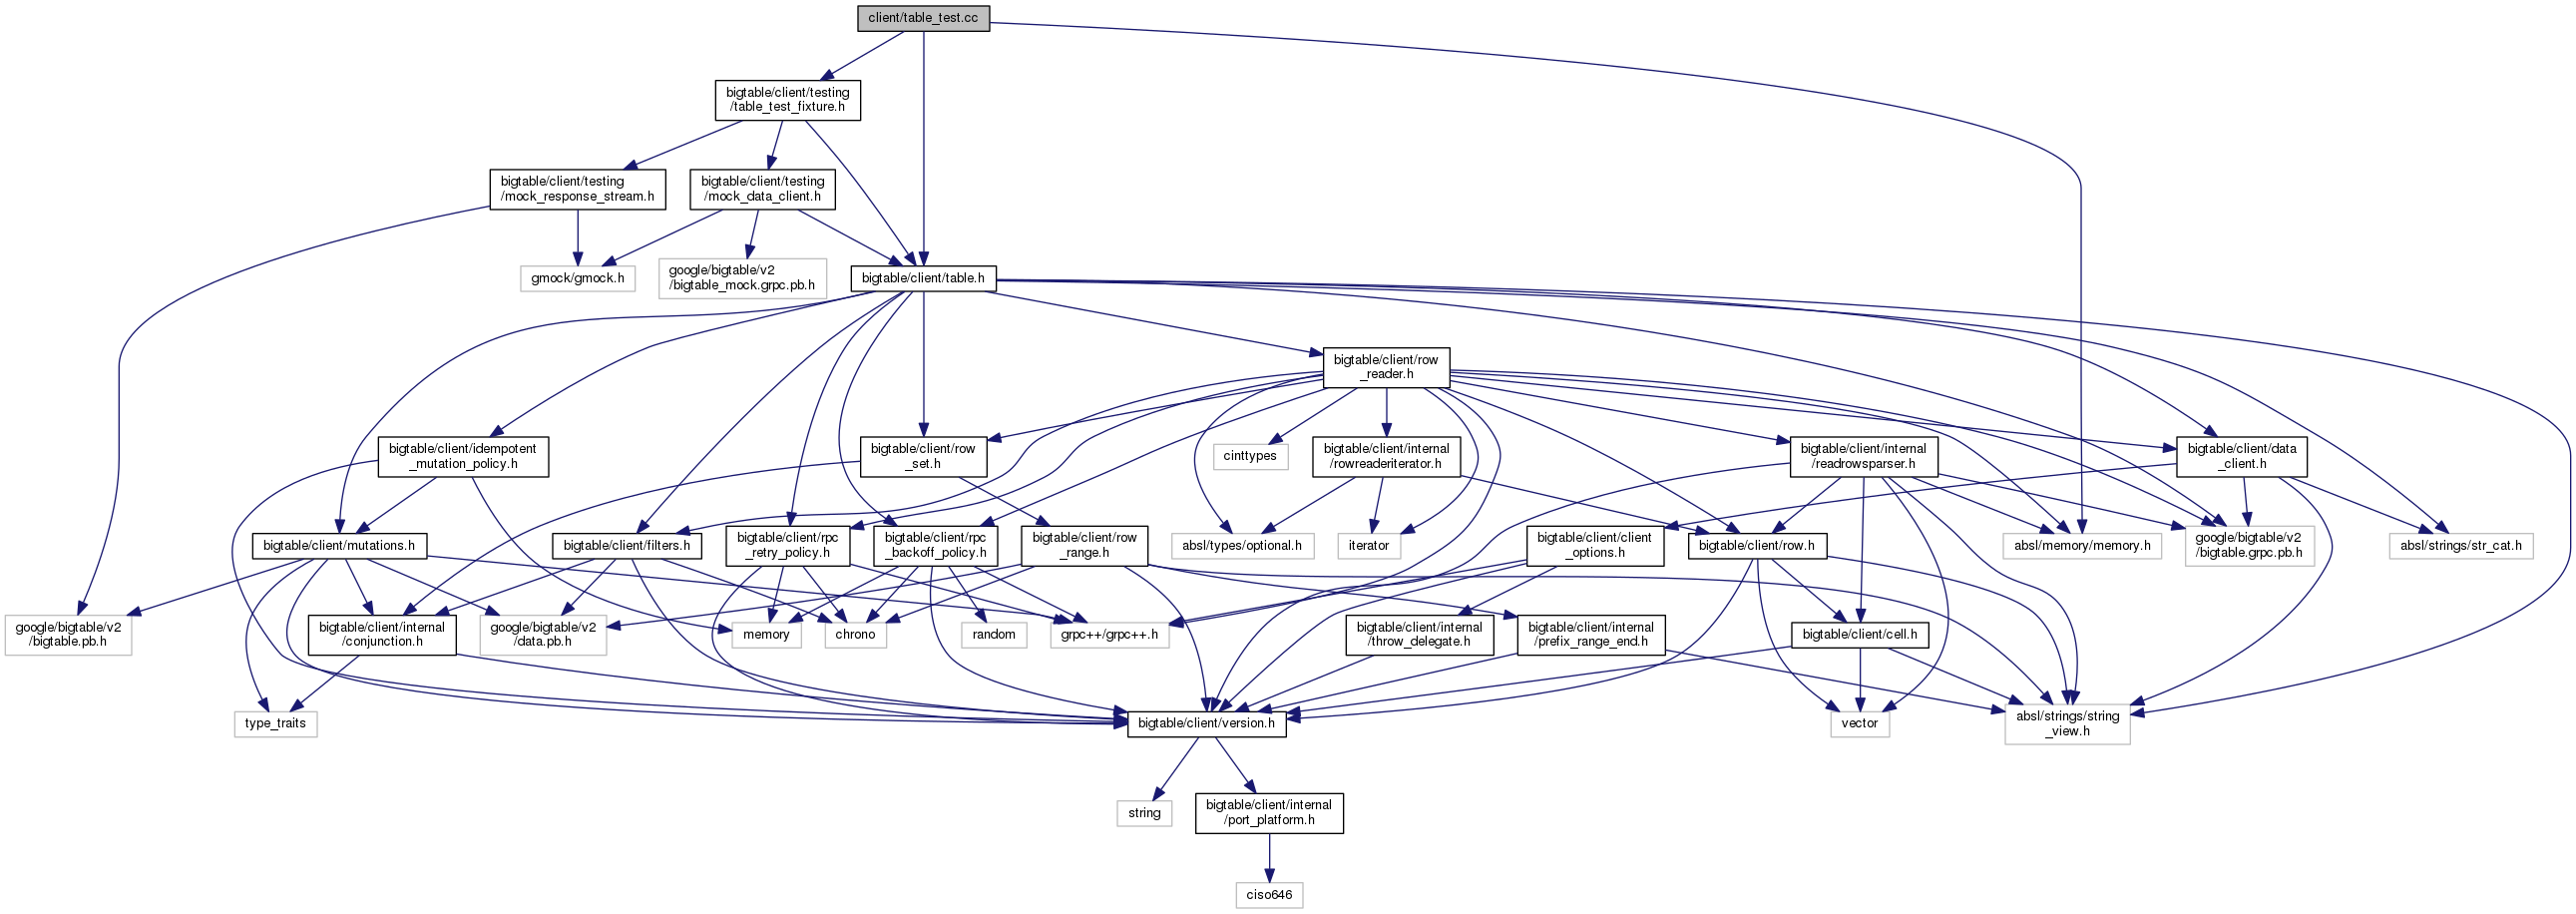 client/table_test.cc
bigtable/client/testing
/table_test_fixture.h
bigtable/client/testing
/mock_response_stream.h
bigtable/client/testing
/mock_data_client.h
gmock/gmock.h
google/bigtable/v2
/bigtable_mock.grpc.pb.h
bigtable/client/table.h
bigtable/client/row
_reader.h
bigtable/client/idempotent
_mutation_policy.h
bigtable/client/row
_set.h
cinttypes
bigtable/client/internal
/rowreaderiterator.h
bigtable/client/internal
/readrowsparser.h
bigtable/client/data
_client.h
bigtable/client/mutations.h
bigtable/client/filters.h
bigtable/client/rpc
_retry_policy.h
bigtable/client/rpc
_backoff_policy.h
bigtable/client/row
_range.h
absl/types/optional.h
iterator
bigtable/client/client
_options.h
bigtable/client/row.h
absl/memory/memory.h
google/bigtable/v2
/bigtable.grpc.pb.h
absl/strings/str_cat.h
google/bigtable/v2
/bigtable.pb.h
bigtable/client/internal
/conjunction.h
google/bigtable/v2
/data.pb.h
memory
chrono
random
grpc++/grpc++.h
bigtable/client/internal
/throw_delegate.h
bigtable/client/internal
/prefix_range_end.h
bigtable/client/cell.h
type_traits
bigtable/client/version.h
vector
absl/strings/string
_view.h
string
bigtable/client/internal
/port_platform.h
ciso646